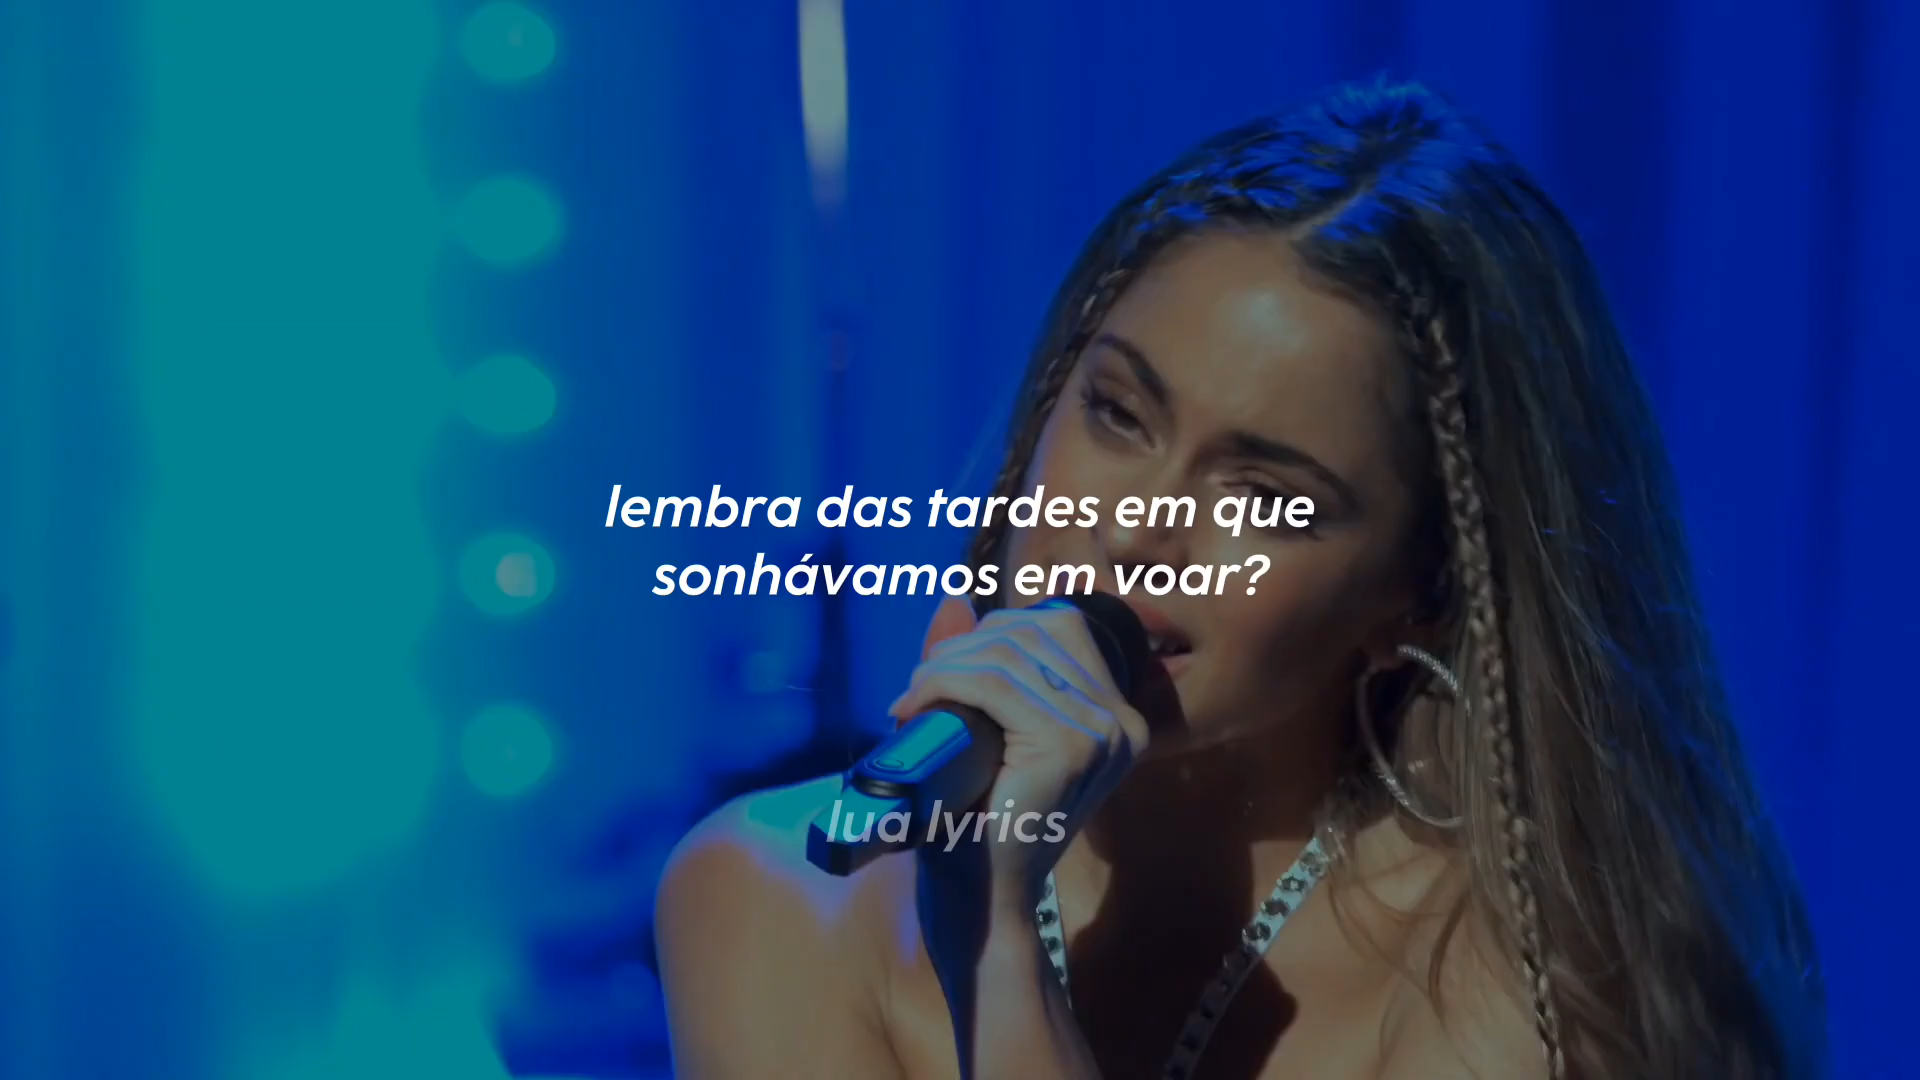 lembra das tardes em que
sonhávamos em voar?
lua lyrics